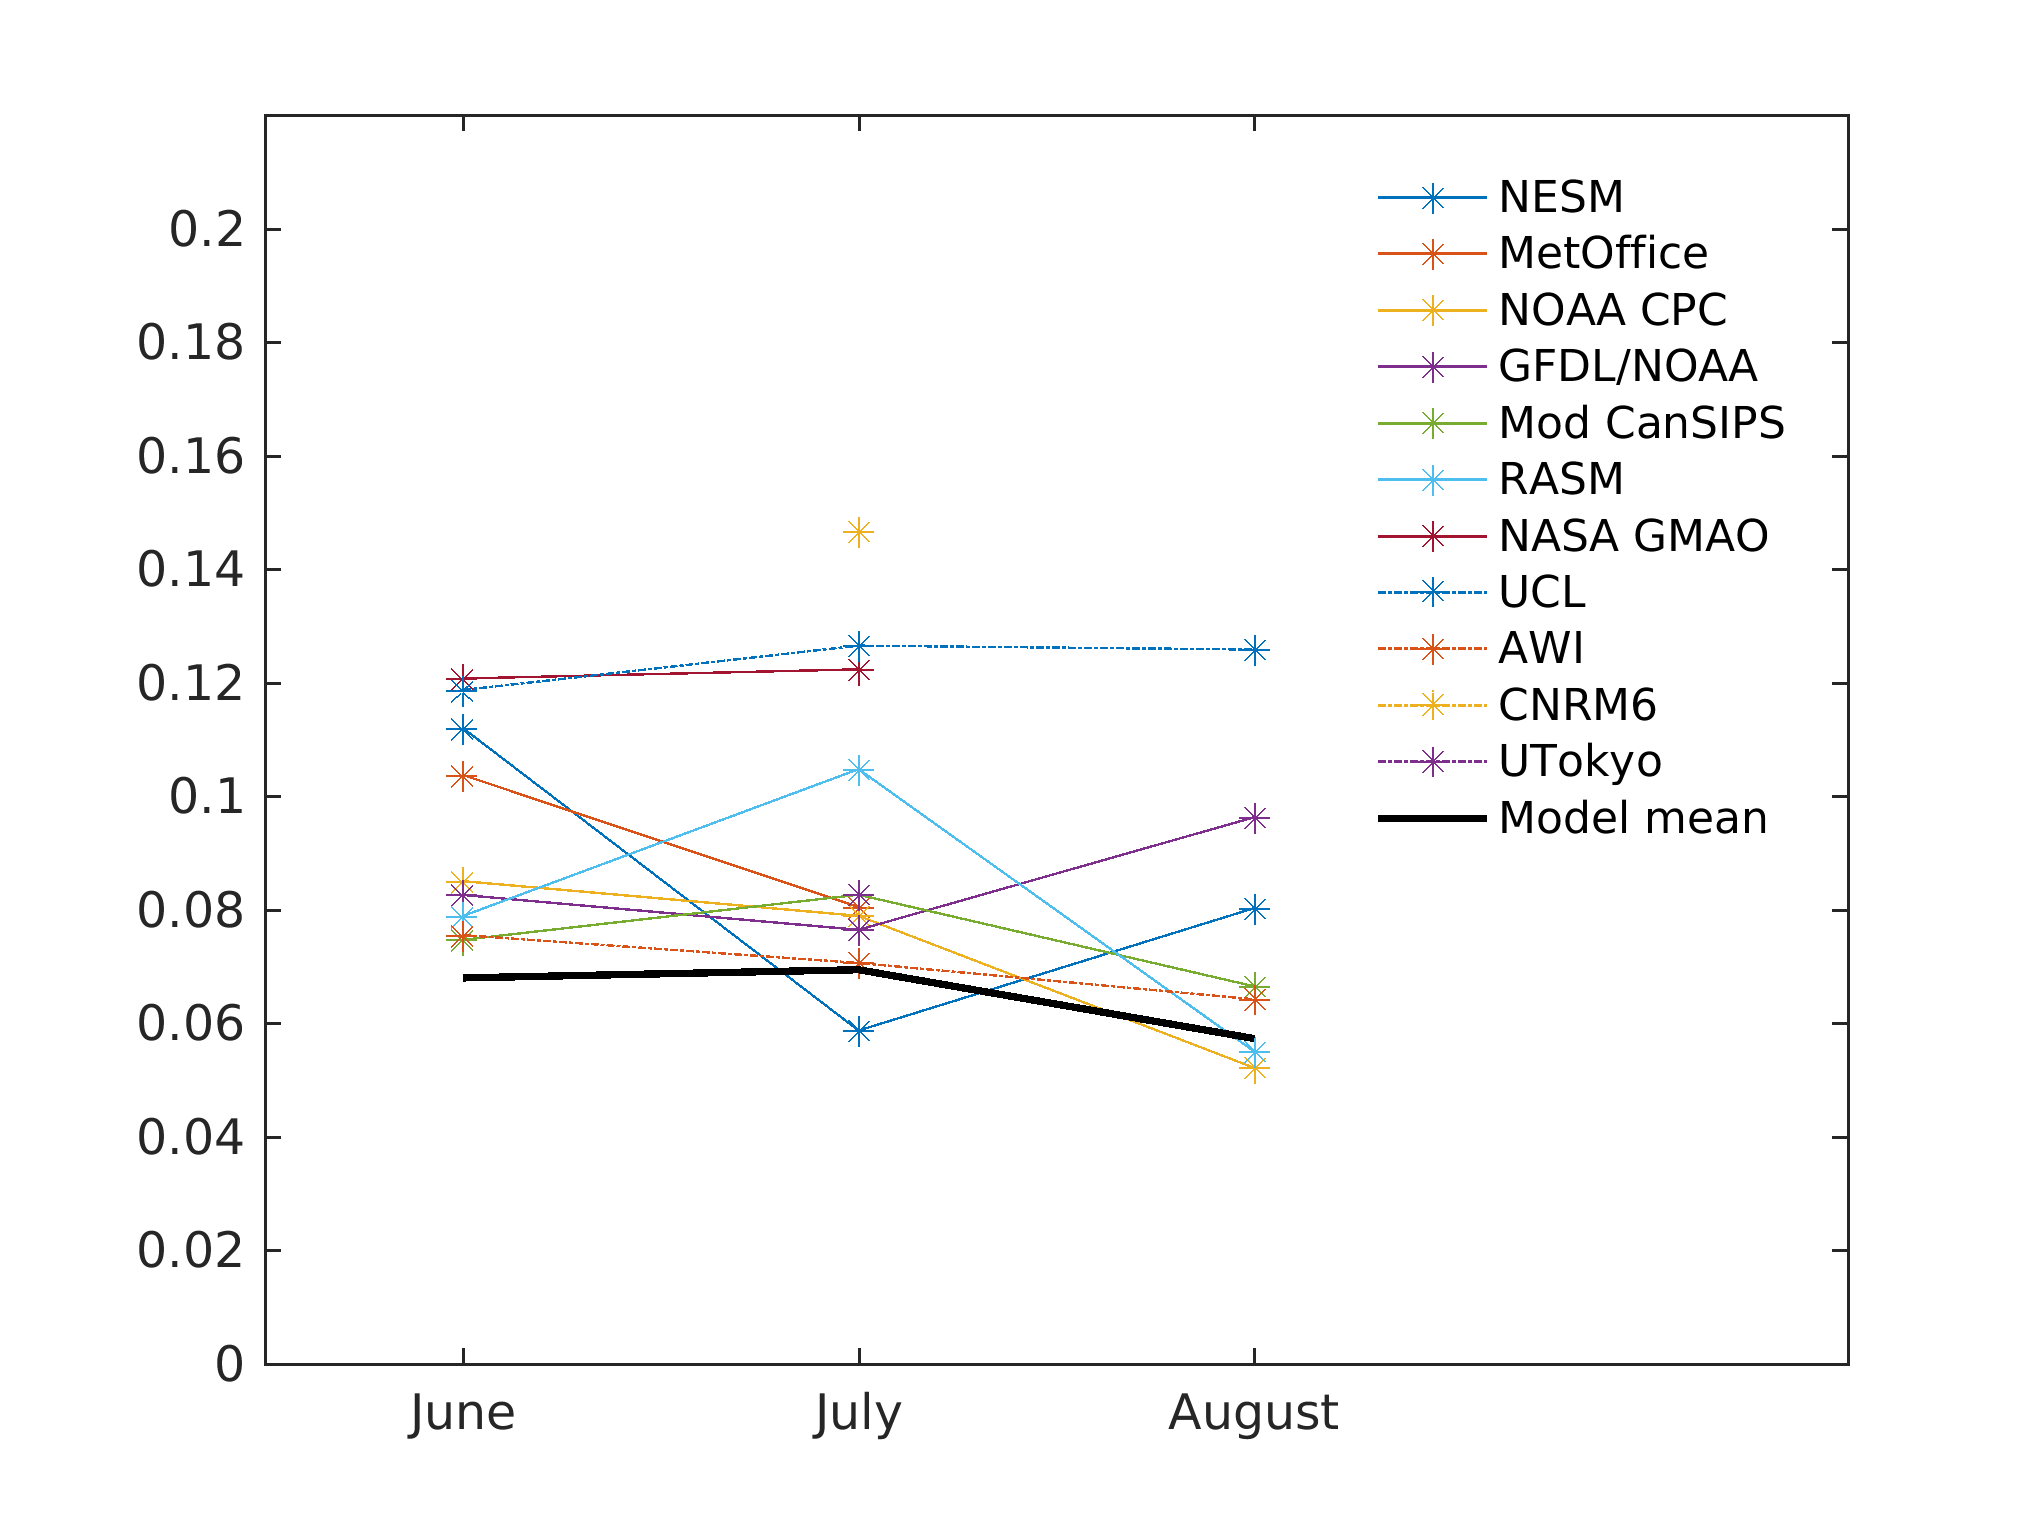 0.2
0.18
0.16
0.14
0.12
0.1
0.08
0.06
0.04
0.02
0
June
July
August
NESM
MetOffice
NOAA CPC
GFDL/NOAA
Mod CanSIPS
RASM
NASA GMAO
UCL
AWI
CNRM6
UTokyo
Model mean